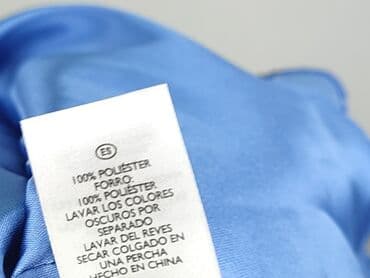 ES
100% POLIÉSTER
FORRO:
100% POLIÉSTER
LAVAR LOS COLORES
OSCUROS POR
SEPARADO
LAVAR DEL REVES
SECAR COLGADO EN
UNA PERCHA
HECHO EN CHINA